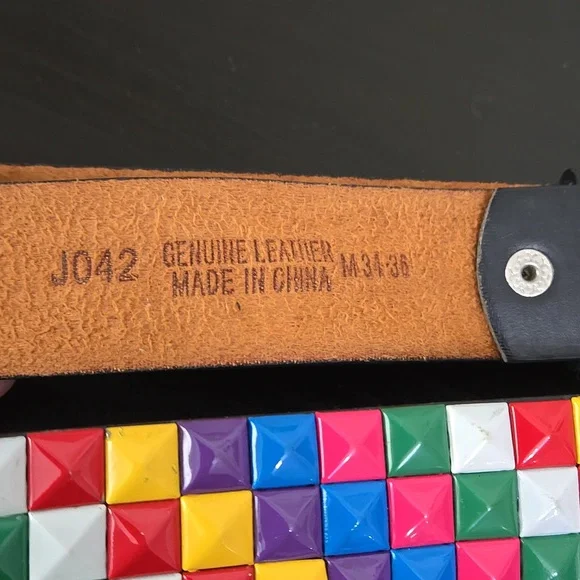 J042
GENUINE LEATHER
MADE IN CHINA
M-34-36